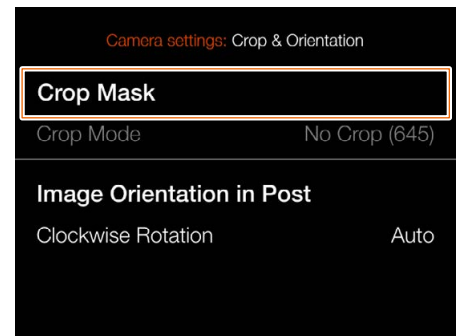 Camera settings: Crop & Orientation
Crop Mask
Crop Mode No Crop (645)
Image Orientation in Post
Clockwise Rotation Auto